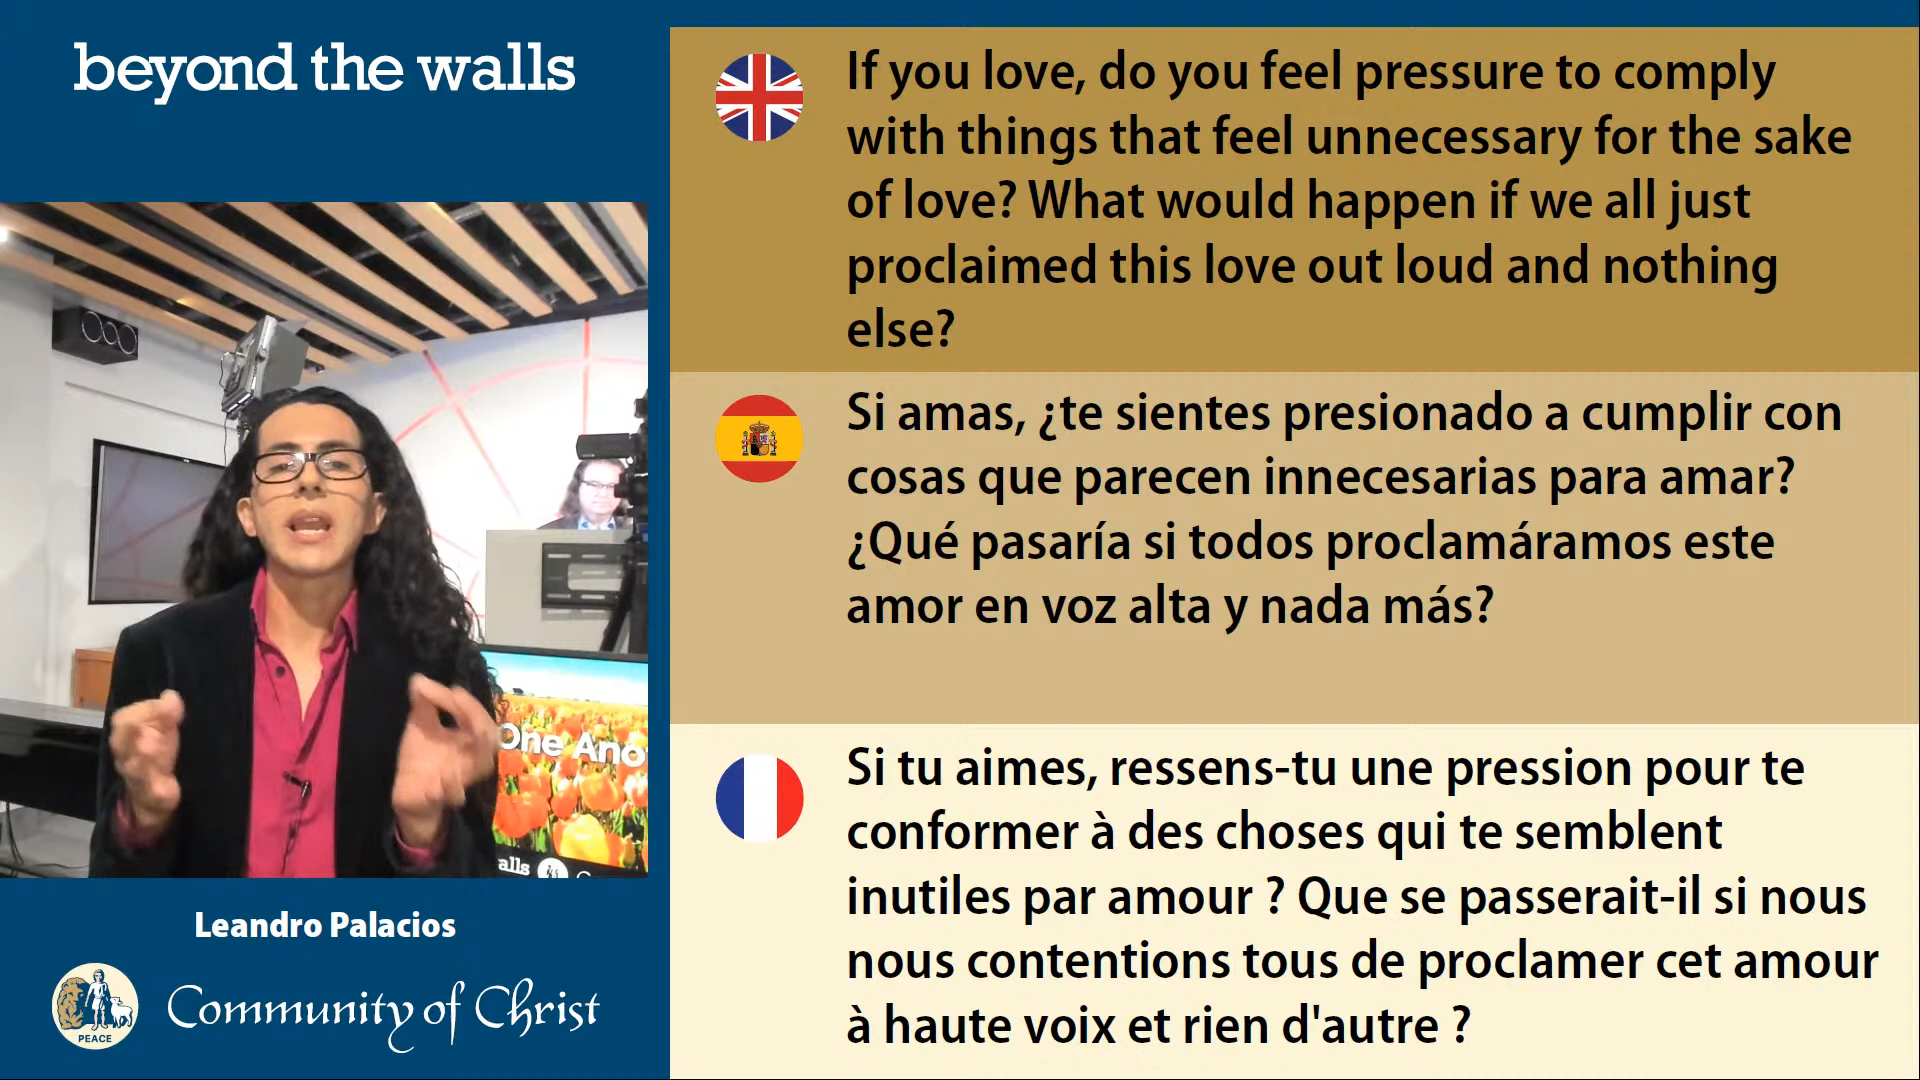 beyond the walls
If you love, do you feel pressure to comply
with things that feel unnecessary for the sake
of love? What would happen if we all just
proclaimed this love out loud and nothing
else?
Si amas, ¿te sientes presionado a cumplir con
cosas que parecen innecesarias para amar?
¿Qué pasaría si todos proclamáramos este
amor en voz alta y nada más?
Si tu aimes, ressens-tu une pression pour te
conformer à des choses qui te semblent
inutiles par amour ? Que se passerait-il si nous
nous contentions tous de proclamer cet amour
à haute voix et rien d'autre ?
One Ano
alls
Leandro Palacios
PEACE
Community of Christ